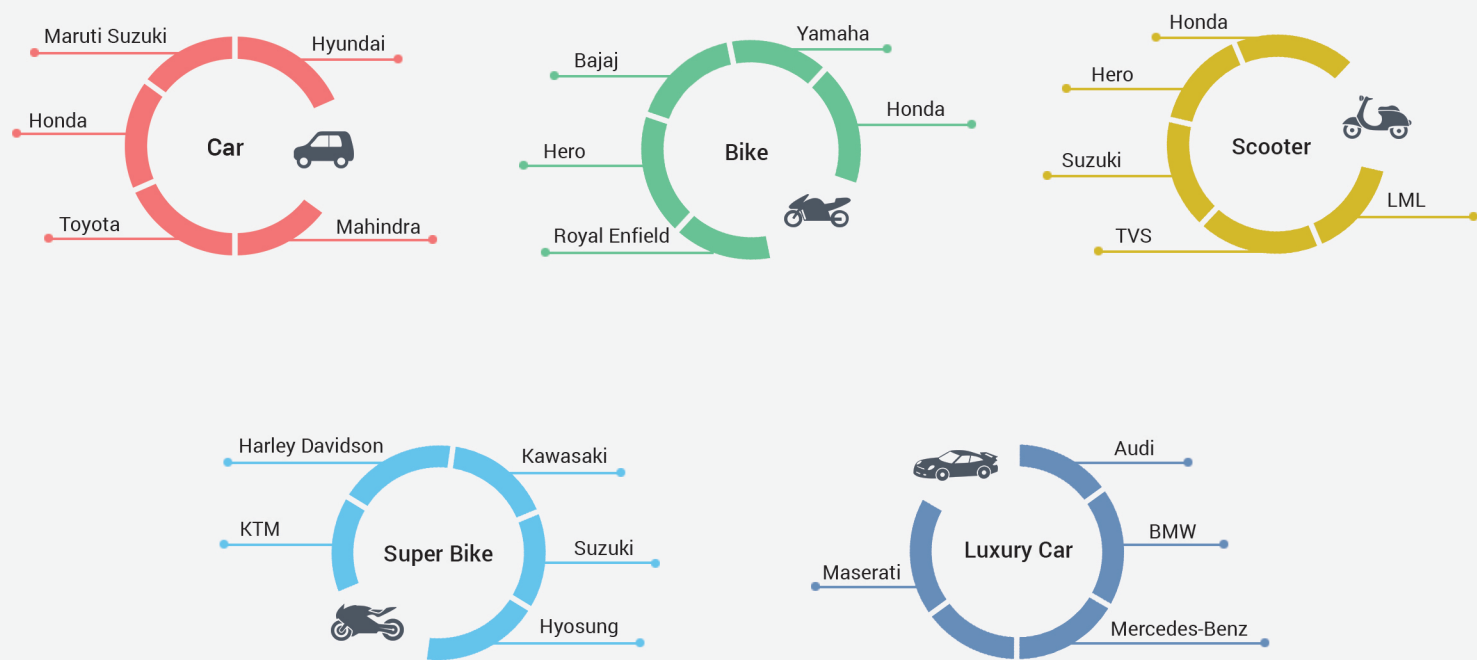 Maruti Suzuki
Hyundai
Honda
Car
Toyota
Mahindra
Yamaha
Bajaj
Honda
Bike
Hero
Royal Enfield
Honda
Hero
Scooter
Suzuki
LML
TVS
Harley Davidson
Kawasaki
KTM
Super Bike
Suzuki
Hyosung
Audi
BMW
Luxury Car
Maserati
Mercedes-Benz